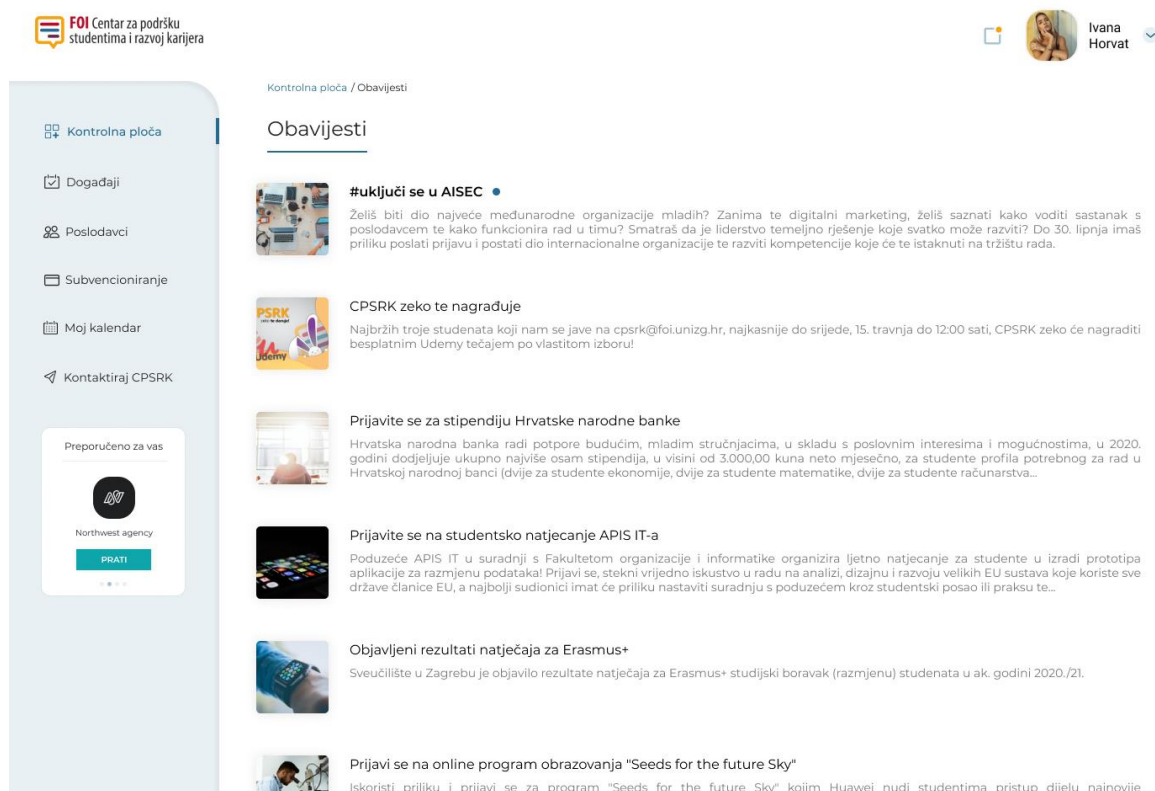 FOI Centar za podršku
studentima i razvoj karijera
Ivana
Horvat
Kontrolna ploča / Obavijesti
Obavijesti
Kontrolna ploča
Događaji
Poslodavci
Subvencioniranje
Moj kalendar
Kontaktiraj CPSRK
Preporučeno za vas
Northwest agency
PRATI
#uključi se u AISEC
Želiš biti dio najveće međunarodne organizacije mladih? Zanima te digitalni marketing, želiš saznati kako voditi sastanak s
poslodavcem te kako funkcionira rad u timu? Smatraš da je liderstvo temeljno rješenje koje svatko može razviti? Do 30. lipnja imaš
priliku poslati prijavu i postati dio internacionalne organizacije te razviti kompetencije koje će te istaknuti na tržištu rada.
PSRK
Udemy
CPSRK zeko te nagrađuje
Najbržih troje studenata koji nam se jave na cpsrk@foi.unizg.hr, najkasnije do srijede, 15. travnja do 12:00 sati, CPSRK zeko će nagraditi
besplatnim Udemy tečajem po vlastitom izboru!
Prijavite se za stipendiju Hrvatske narodne banke
Hrvatska narodna banka radi potpore budućim, mladim stručnjacima, u skladu s poslovnim interesima i mogućnostima, u 2020.
godini dodjeljuje ukupno najviše osam stipendija, u visini od 3.000,00 kuna neto mjesečno, za studente profila potrebnog za rad u
Hrvatskoj narodnoj banci (dvije za studente ekonomije, dvije za studente matematike, dvije za studente računarstva...
Prijavite se na studentsko natjecanje APIS IT-a
Poduzeće APIS IT u suradnji s Fakultetom organizacije i informatike organizira ljetno natjecanje za studente u izradi prototipa
aplikacije za razmjenu podataka! Prijavi se, stekni vrijedno iskustvo u radu na analizi, dizajnu i razvoju velikih EU sustava koje koriste sve
države članice EU, a najbolji sudionici imat će priliku nastaviti suradnju s poduzećem kroz studentski posao ili praksu te...
Objavljeni rezultati natječaja za Erasmus+
Sveučilište u Zagrebu je objavilo rezultate natječaja za Erasmus+ studijski boravak (razmjenu) studenata u ak. godini 2020./21.
Prijavi se na online program obrazovanja "Seeds for the future Sky"
Iskoristi priliku i prijavi se za program "Seeds for the future Sky" kojim Huawei nudi studentima pristup dijelu najnovije